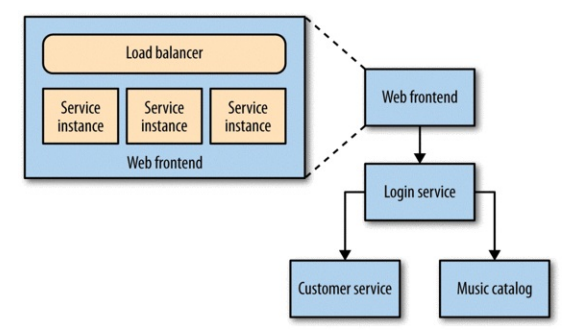 Load balancer
Service
instance
Service
instance
Service
instance
Web frontend
Web frontend
Login service
Customer service
Music catalog